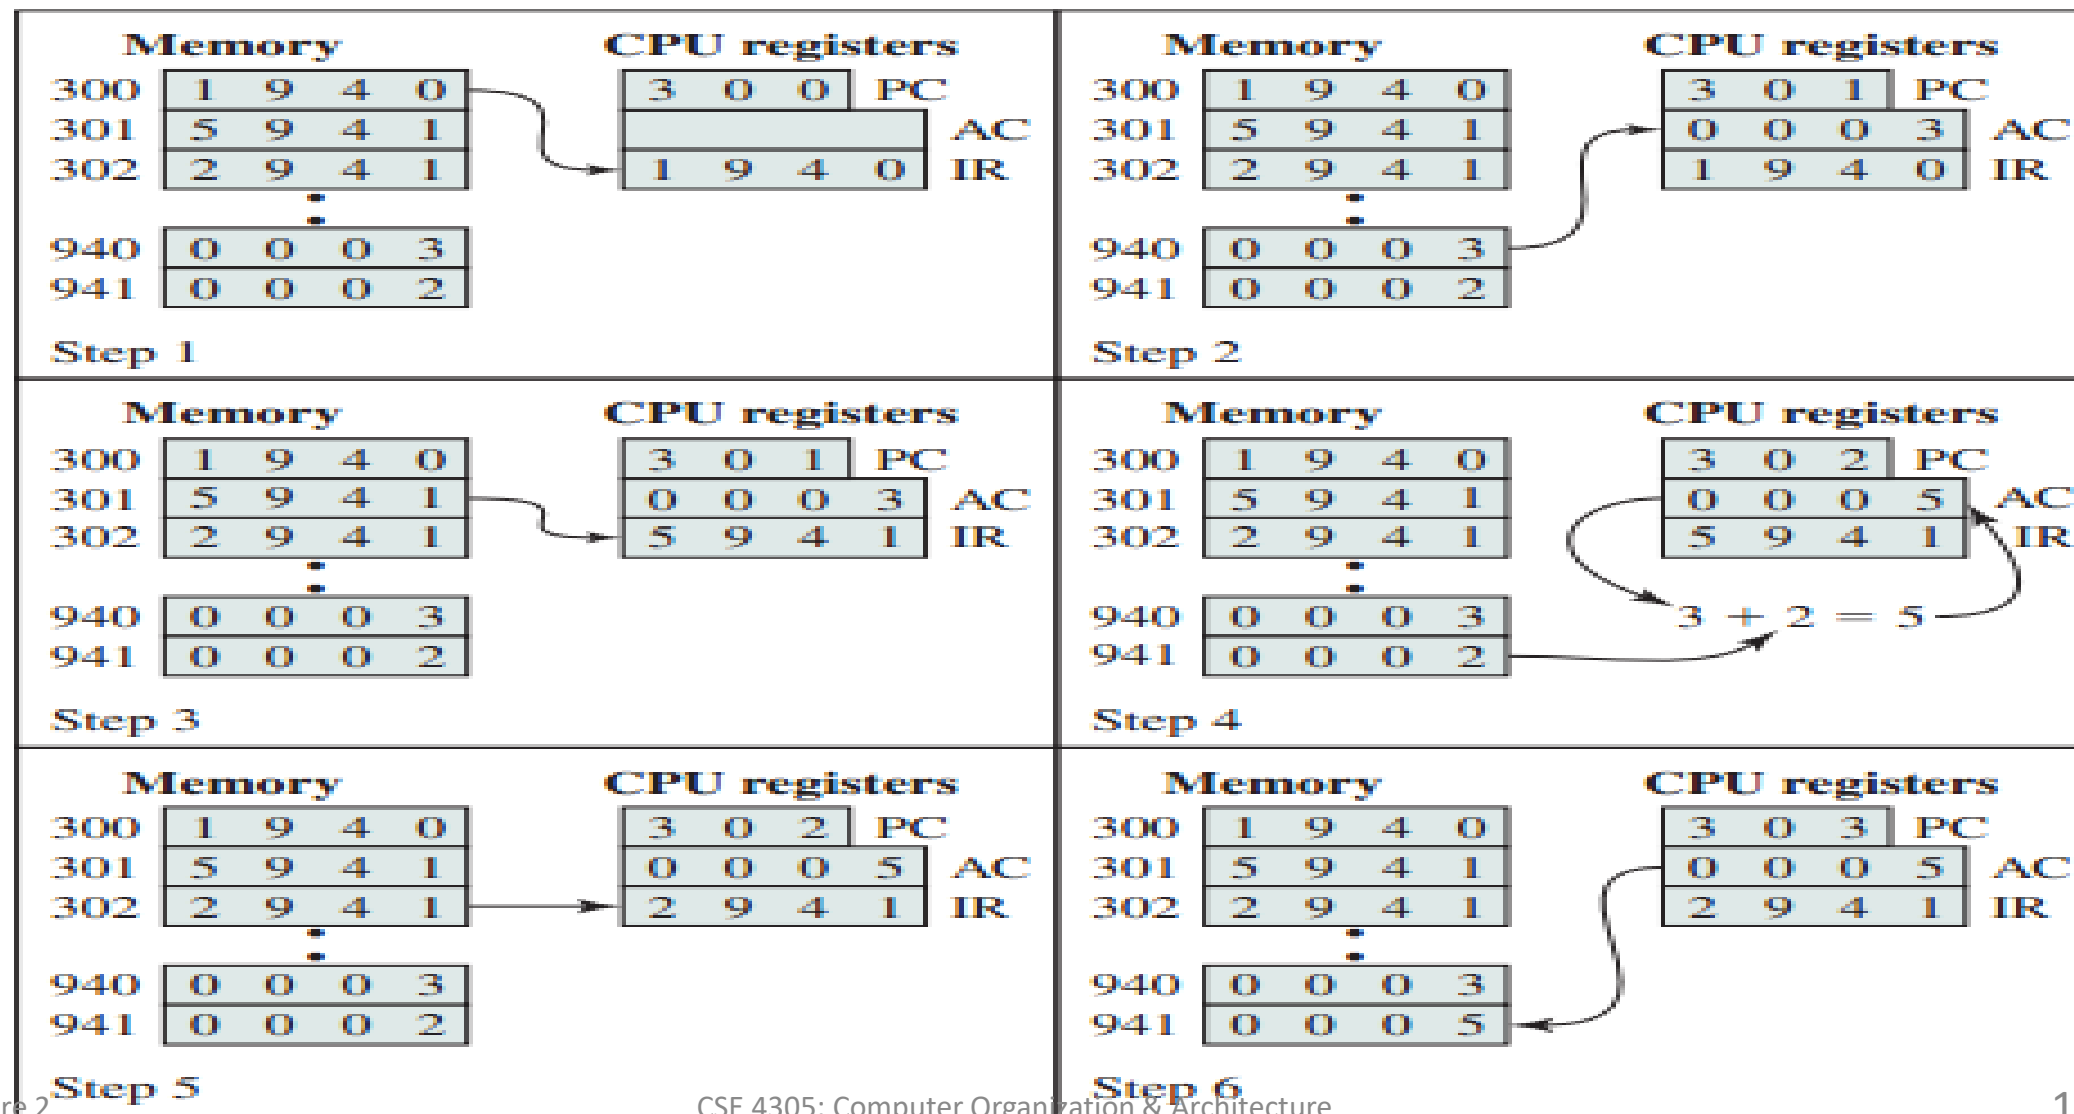 Memory CPU registers
300 1 9 4 0 3 0 0 PC
301 5 9 4 1 AC
302 2 9 4 1 1 9 4 0 IR
940 0 0 0 3
941 0 0 0 2
Step 1
Memory CPU registers
300 1 9 4 0 3 0 1 PC
301 5 9 4 1 0 0 0 3 AC
302 2 9 4 1 1 9 4 0 IR
940 0 0 0 3
941 0 0 0 2
Step 2
Memory CPU registers
300 1 9 4 0 3 0 1 PC
301 5 9 4 1 0 0 0 3 AC
302 2 9 4 1 5 9 4 1 IR
940 0 0 0 3
941 0 0 0 2
Step 3
Memory CPU registers
300 1 9 4 0 3 0 2 PC
301 5 9 4 1 0 0 0 5 AC
302 2 9 4 1 5 9 4 1 IR
940 0 0 0 3 3 + 2 = 5
941 0 0 0 2
Step 4
Memory CPU registers
300 1 9 4 0 3 0 2 PC
301 5 9 4 1 0 0 0 5 AC
302 2 9 4 1 2 9 4 1 IR
940 0 0 0 3
941 0 0 0 2
Step 5
Memory CPU registers
300 1 9 4 0 3 0 3 PC
301 5 9 4 1 0 0 0 5 AC
302 2 9 4 1 2 9 4 1 IR
940 0 0 0 3
941 0 0 0 5
Step 6
re 2 CSE 4305: Computer Organization & Architecture 1